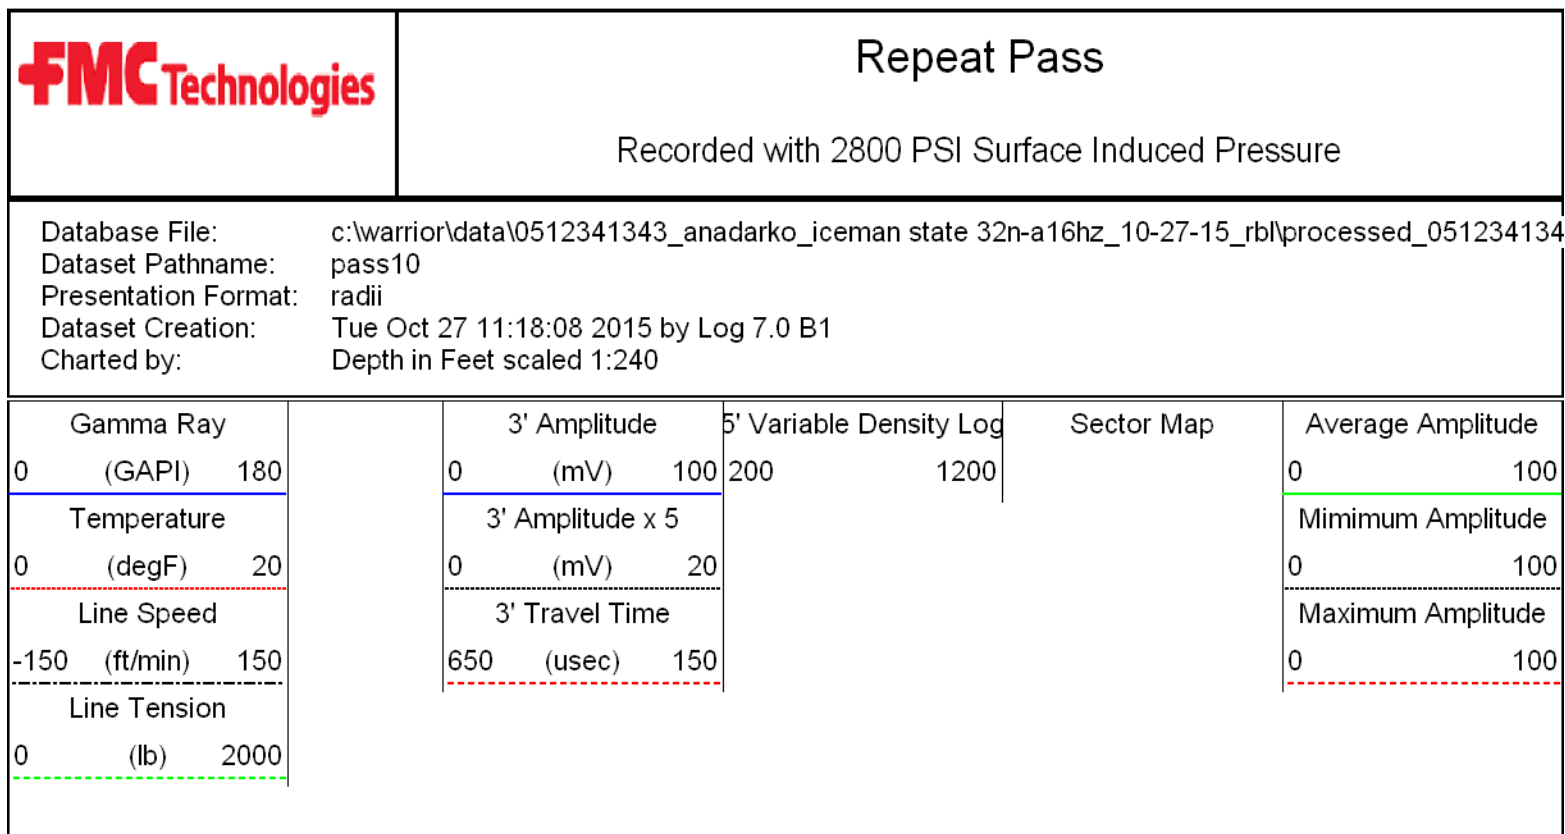 FMC Technologies
Repeat Pass
Recorded with 2800 PSI Surface Induced Pressure
Database File: c:\warrior\data\0512341343_anadarko_iceman state 32n-a16hz_10-27-15_rbl\processed_051234134
Dataset Pathname: pass10
Presentation Format: radii
Dataset Creation: Tue Oct 27 11:18:08 2015 by Log 7.0 B1
Charted by: Depth in Feet scaled 1:240
Gamma Ray
0 (GAPI) 180
Temperature
0 (degF) 20
Line Speed
-150 (ft/min) 150
Line Tension
0 (lb) 2000
3' Amplitude
0 (mV) 100
3' Amplitude x 5
0 (mV) 20
3' Travel Time
650 (usec) 150
5' Variable Density Log
200 1200
Sector Map
Average Amplitude
0 100
Mimimum Amplitude
0 100
Maximum Amplitude
0 100